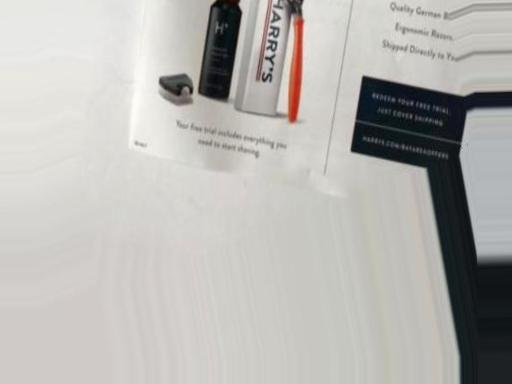 HARRY'S
H'
Your free trial includes everything you
need to start shaving.
Quality German
Ergonomic
Shipped Directly to You
REDEEM YOUR FREE TRIAL,
JUST COVER SHIPPING